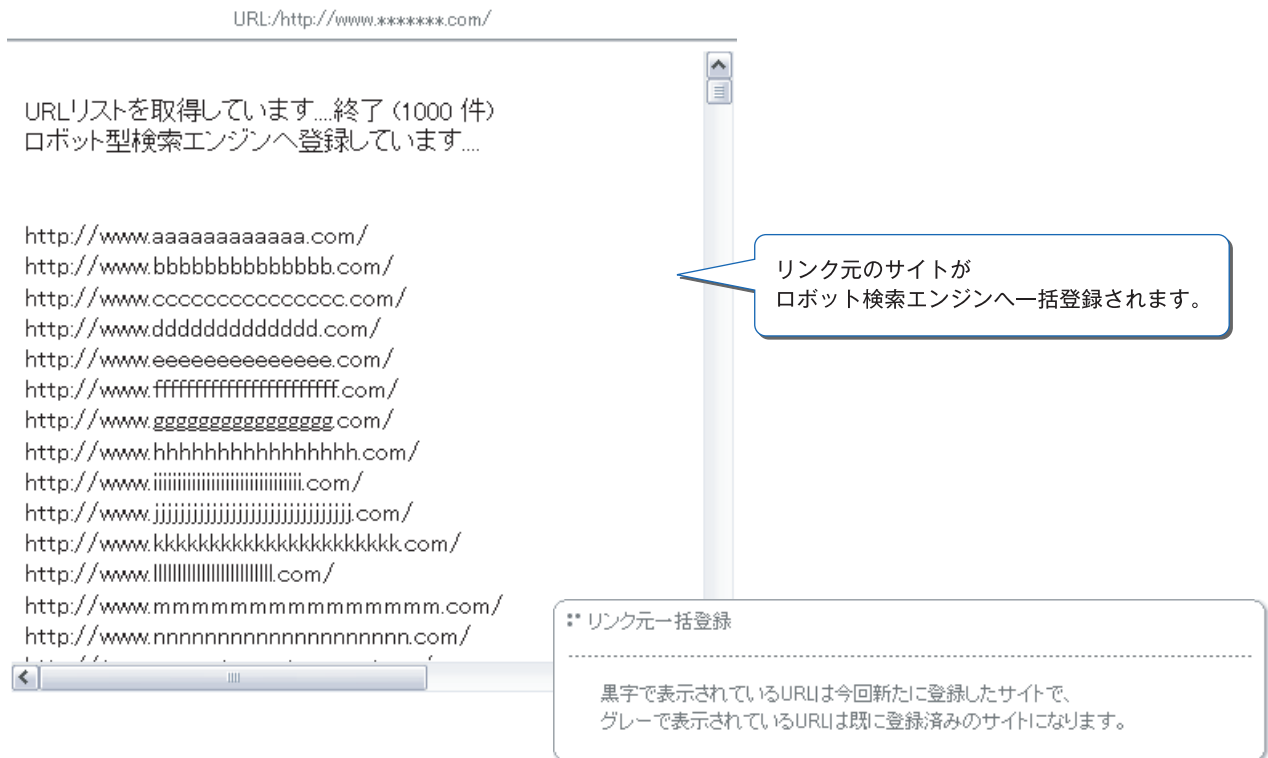 URL:/http://www.*******.com/
URLリストを取得しています....終了 (1000 件)
ロボット型検索エンジンへ登録しています....
http://www.aaaaaaaaaaaa.com/
http://www.bbbbbbbbbbbbbb.com/
http://www.ccccccccccccccc.com/
http://www.ddddddddddddd.com/
http://www.eeeeeeeeeeeeee.com/
http://www.ffffffffffffffffffffffff.com/
http://www.gggggggggggggggg.com/
http://www.hhhhhhhhhhhhhhhhh.com/
http://www.iiiiiiiiiiiiiiiiiiiiiiiiiiiiiii.com/
http://www.jjjjjjjjjjjjjjjjjjjjjjjjjjjjjjj.com/
http://www.kkkkkkkkkkkkkkkkkkkkkk.com/
http://www.lllllllllllllllllllllllll.com/
http://www.mmmmmmmmmmmmmmm.com/
http://www.nnnnnnnnnnnnnnnnnnnn.com/
リンク元のサイトが
ロボット検索エンジンへ一括登録されます。
リンク元一括登録
黒字で表示されているURLは今回新たに登録したサイトで、
グレーで表示されているURLは既に登録済みのサイトになります。